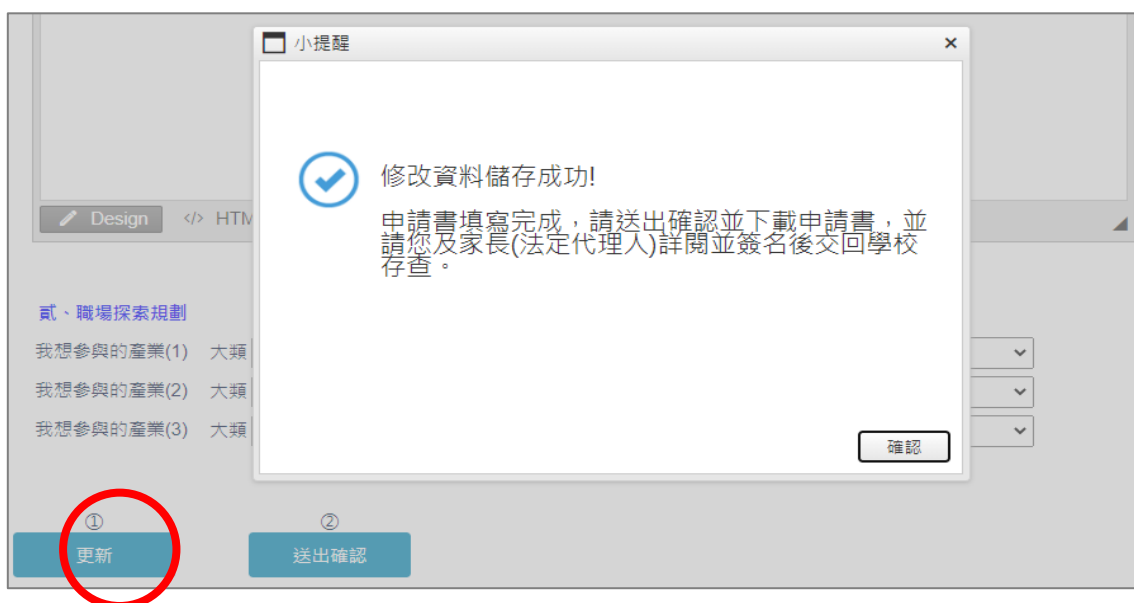 小提醒
×
修改資料儲存成功!
申請書填寫完成，請送出確認並下載申請書，並
請您及家長(法定代理人)詳閱並簽名後交回學校
存查。
Design </> HTM
貳、職場探索規劃
我想參與的產業(1) 大類
我想參與的產業(2) 大類
我想參與的產業(3) 大類
確認
① ②
更新 送出確認